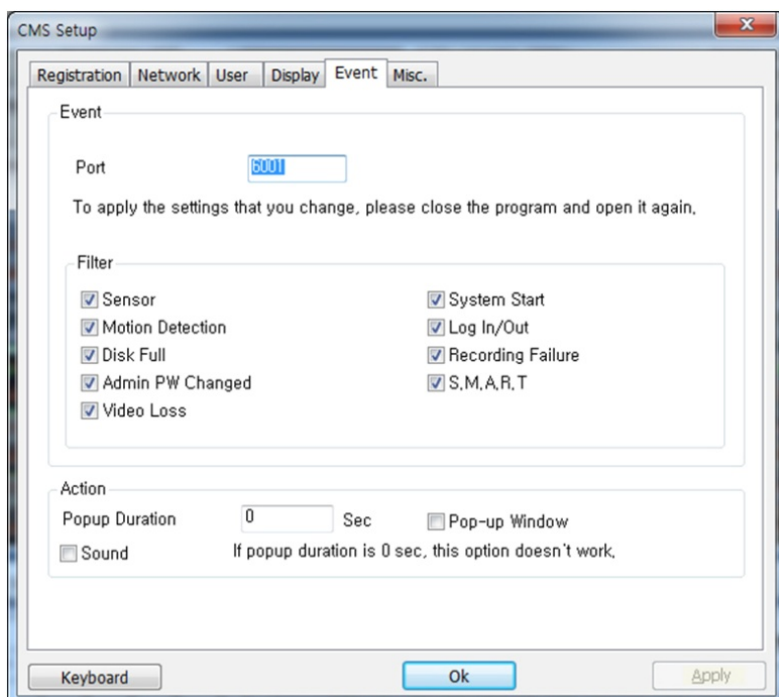 CMS Setup
Registration Network User Display Event Misc.
Event
Port 6001
To apply the settings that you change, please close the program and open it again.
Filter
Sensor System Start
Motion Detection Log In/Out
Disk Full Recording Failure
Admin PW Changed S.M.A.R.T
Video Loss
Action
Popup Duration 0 Sec Pop-up Window
Sound If popup duration is 0 sec, this option doesn't work.
Keyboard Ok Apply